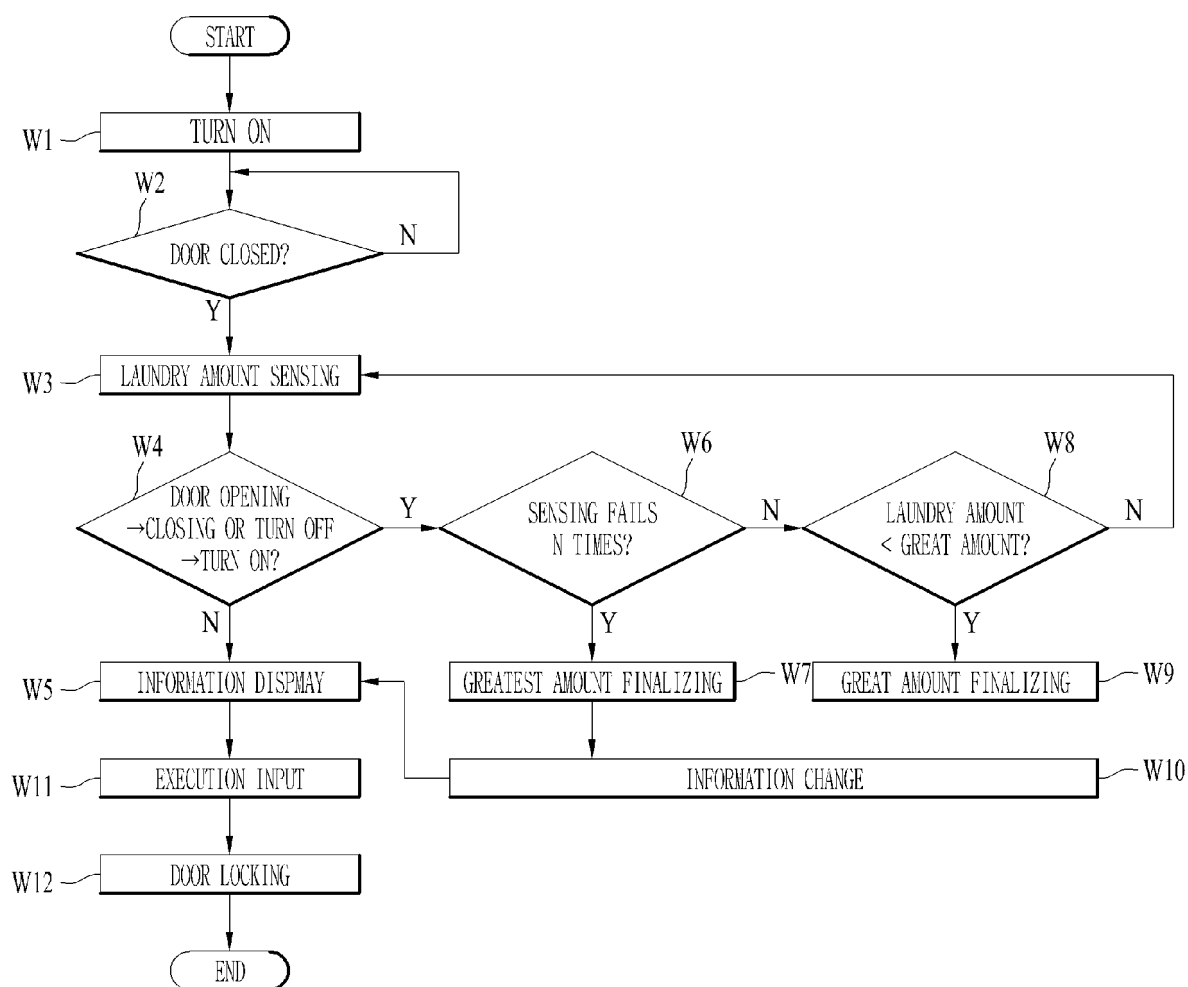 START
W1
TURN ON
W2
DOOR CLOSED?
N
Y
W3
LAUNDRY AMOUNT SENSING
W4
DOOR OPENING
→CLOSING OR TURN OFF
→TURN ON?
Y
N
W6
SENSING FAILS
N TIMES?
N
Y
W8
LAUNDRY AMOUNT
< GREAT AMOUNT?
N
Y
W5
INFORMATION DISPMAY
GREATEST AMOUNT FINALIZING
W7
GREAT AMOUNT FINALIZING
W9
W11
EXECUTION INPUT
INFORMATION CHANGE
W10
W12
DOOR LOCKING
END